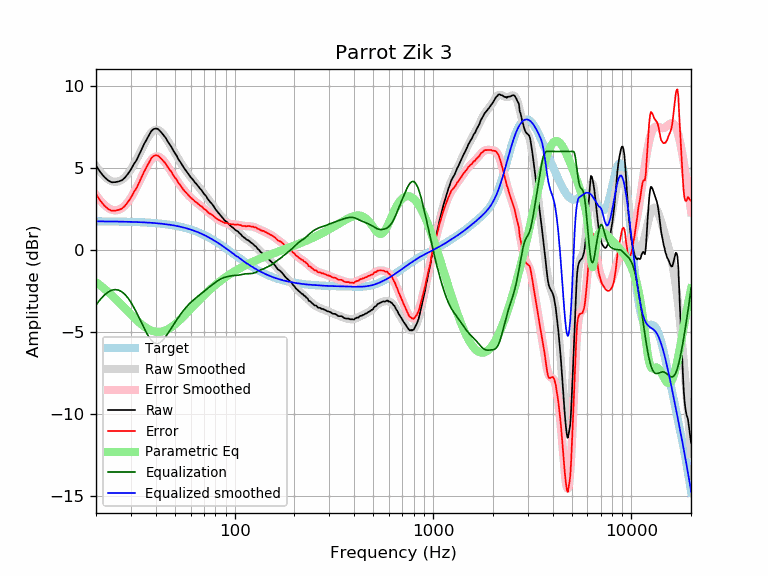 Parrot Zik 3
10
5
0
−5
−10
−15
Amplitude (dBr)
Target
Raw Smoothed
Error Smoothed
Raw
Error
Parametric Eq
Equalization
Equalized smoothed
100
1000
10000
Frequency (Hz)